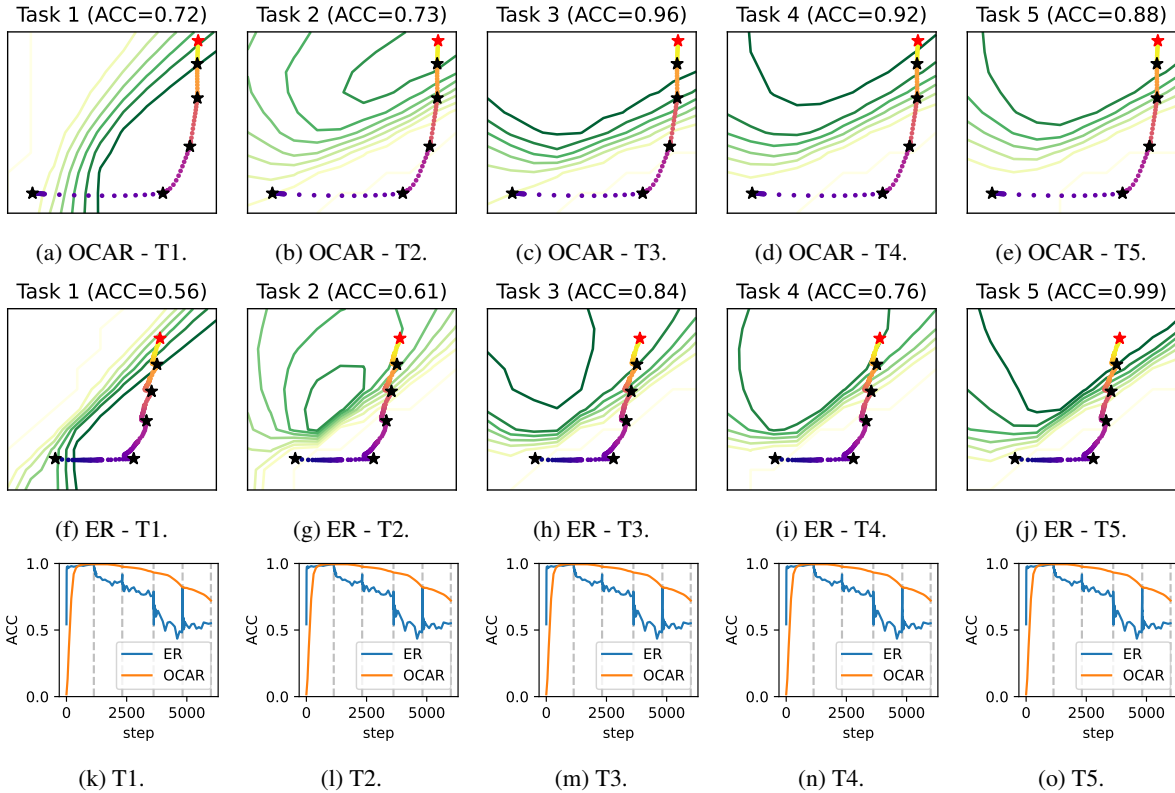 Task 1 (ACC=0.72) Task 2 (ACC=0.73) Task 3 (ACC=0.96) Task 4 (ACC=0.92) Task 5 (ACC=0.88)
(a) OCAR - T1. (b) OCAR - T2. (c) OCAR - T3. (d) OCAR - T4. (e) OCAR - T5.
Task 1 (ACC=0.56) Task 2 (ACC=0.61) Task 3 (ACC=0.84) Task 4 (ACC=0.76) Task 5 (ACC=0.99)
(f) ER - T1. (g) ER - T2. (h) ER - T3. (i) ER - T4. (j) ER - T5.
1.0 1.0 1.0 1.0 1.0
ACC ACC ACC ACC ACC
0.5 0.5 0.5 0.5 0.5
ER ER ER ER ER
OCAR OCAR OCAR OCAR OCAR
0.0 0.0 0.0 0.0 0.0
0 2500 5000 0 2500 5000 0 2500 5000 0 2500 5000 0 2500 5000
step step step step step
(k) T1. (l) T2. (m) T3. (n) T4. (o) T5.